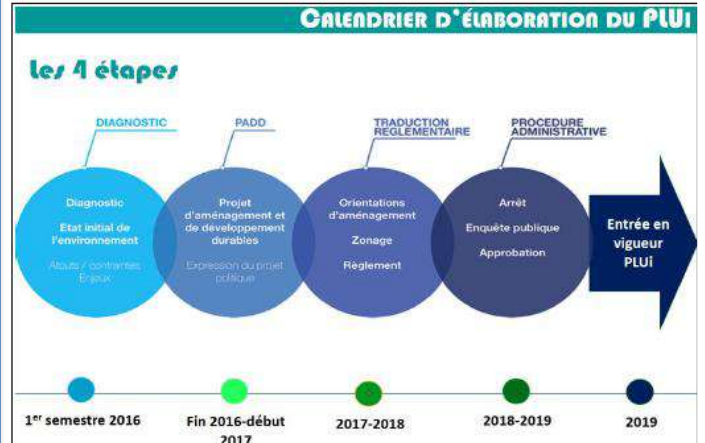 CALENDRIER D'ÉLABORATION DU PLUi
Les 4 étapes
DIAGNOSTIC
PADD
TRADUCTION
REGLEMENTAIRE
PROCEDURE
ADMINISTRATIVE
Diagnostic
Etat initial de
l'environnement
Atouts / contraintes
Enjeux
Projet
d'aménagement et
de développement
durables
Expression du projet
politique
Orientations
d'aménagement
Zonage
Règlement
Arrêt
Enquête publique
Approbation
Entrée en
vigueur
PLUi
1er semestre 2016
Fin 2016-début
2017
2017-2018
2018-2019
2019